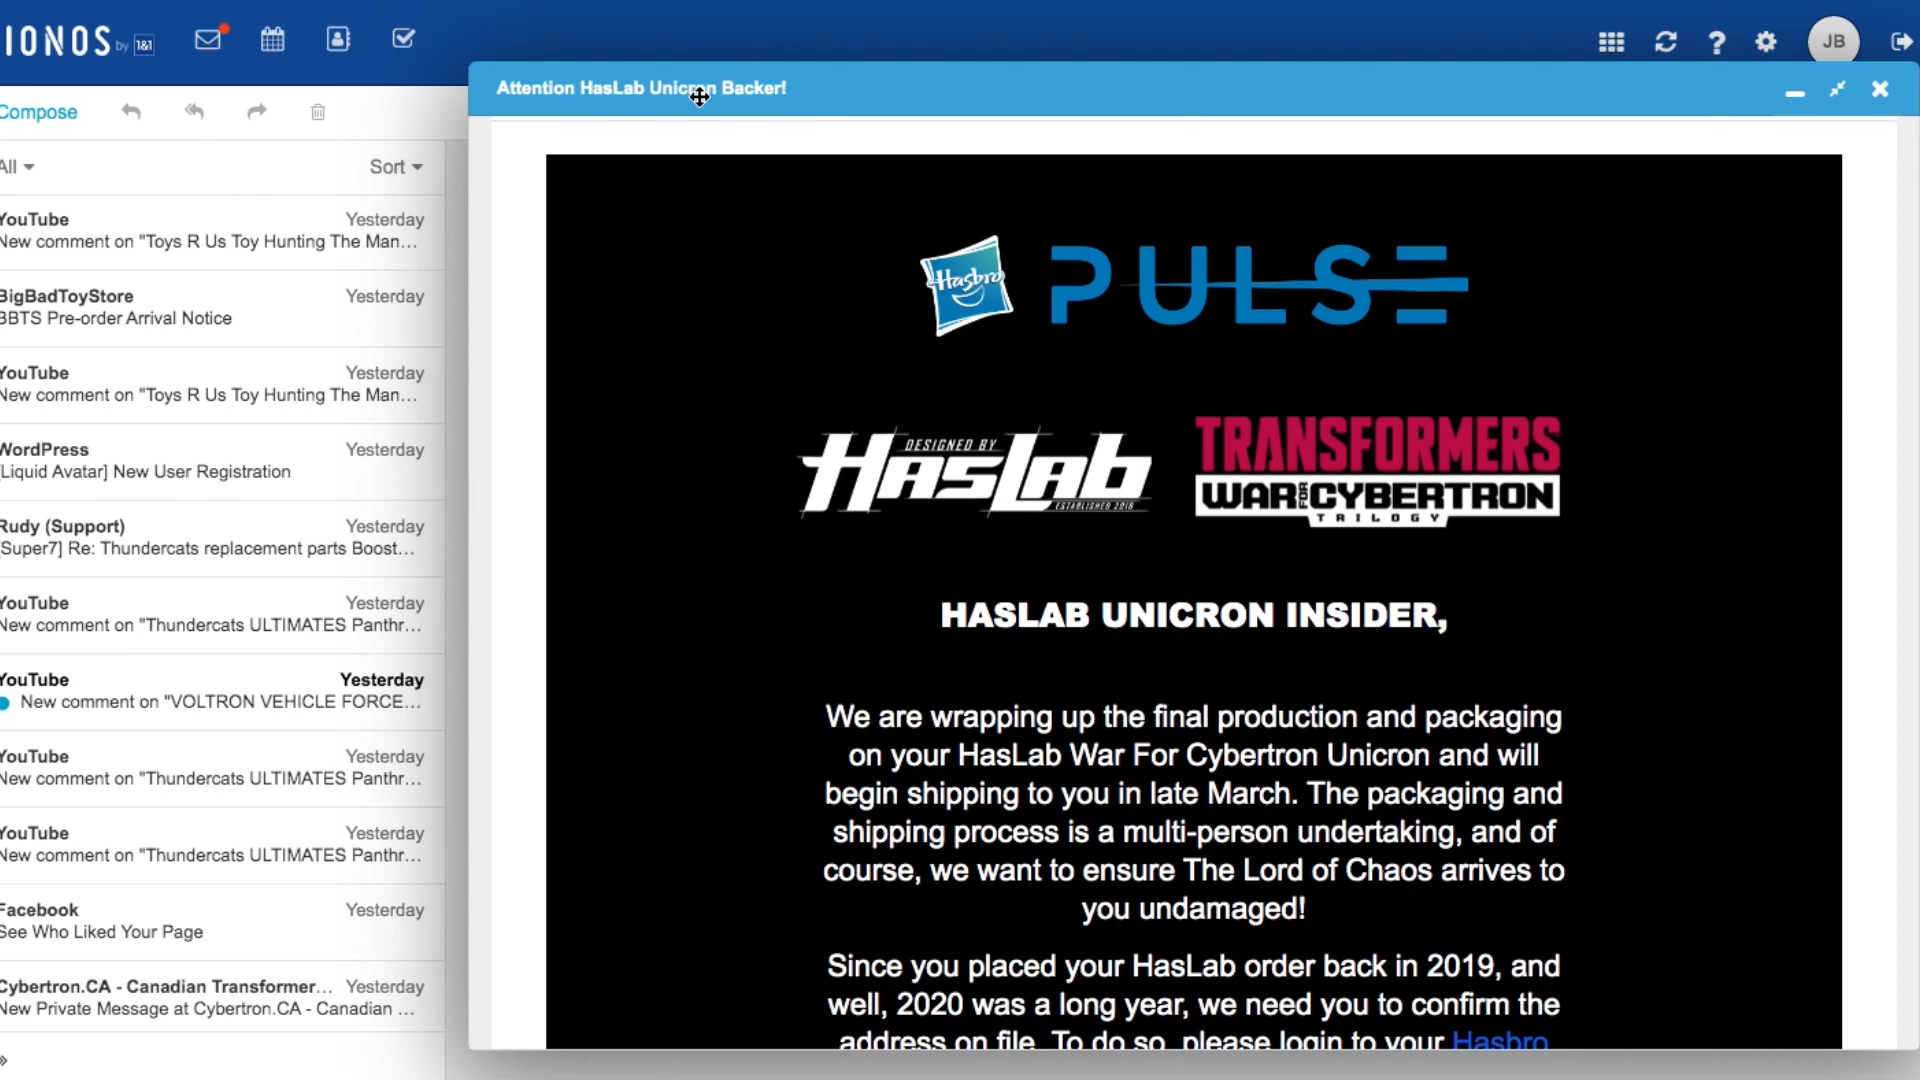 IONOS by 1&1
JB
Attention HasLab Unicron Backer!
Compose
All
Sort
YouTube Yesterday
New comment on "Toys R Us Toy Hunting The Man...
BigBadToyStore Yesterday
BBTS Pre-order Arrival Notice
YouTube Yesterday
New comment on "Toys R Us Toy Hunting The Man...
WordPress Yesterday
[Liquid Avatar] New User Registration
Rudy (Support) Yesterday
[Super7] Re: Thundercats replacement parts Boost...
YouTube Yesterday
New comment on "Thundercats ULTIMATES Panthr...
YouTube Yesterday
New comment on "VOLTRON VEHICLE FORCE...
YouTube Yesterday
New comment on "Thundercats ULTIMATES Panthr...
YouTube Yesterday
New comment on "Thundercats ULTIMATES Panthr...
Facebook Yesterday
See Who Liked Your Page
Cybertron.CA - Canadian Transformer... Yesterday
New Private Message at Cybertron.CA - Canadian ...
Hasbro PULSE
DESIGNED BY
HASLAB
ESTABLISHED 2018
TRANSFORMERS
WAR FOR CYBERTRON
TRILOGY
HASLAB UNICRON INSIDER,
We are wrapping up the final production and packaging
on your HasLab War For Cybertron Unicron and will
begin shipping to you in late March. The packaging and
shipping process is a multi-person undertaking, and of
course, we want to ensure The Lord of Chaos arrives to
you undamaged!
Since you placed your HasLab order back in 2019, and
well, 2020 was a long year, we need you to confirm the
address on file. To do so, please login to your Hasbro